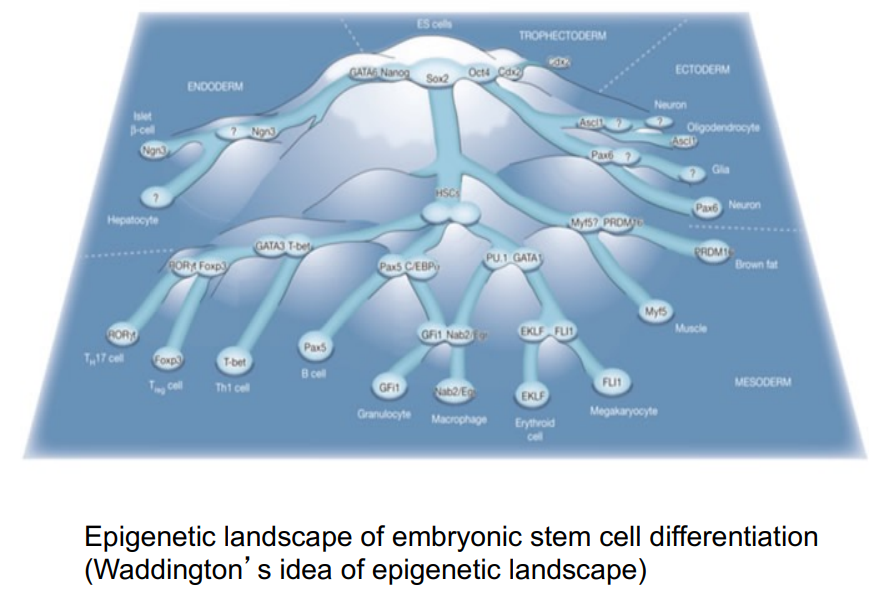 ES cells
TROPHECTODERM
GATA6 Nanog
Sox2
Oct4 Cdx2
Cdx2
ECTODERM
ENDODERM
Neuron
Islet
β-cell
? Ngn3
Ascl1 ?
?
Oligodendrocyte
Ngn3
Ascl1
Pax6 ?
?
Glia
?
Hepatocyte
HSCs
Pax6
Neuron
Myf5? PRDM16
GATA3 T-bet
PRDM16
Brown fat
RORγt Foxp3
Pax5 C/EBPα
PU.1 GATA1
Myf5
Muscle
RORγt
TH17 cell
Foxp3
Treg cell
T-bet
Th1 cell
Pax5
B cell
GFi1 Nab2/Egr
EKLF FLI1
GFi1
Granulocyte
Nab2/Egr
Macrophage
EKLF
Erythroid
cell
FLI1
Megakaryocyte
MESODERM
Epigenetic landscape of embryonic stem cell differentiation
(Waddington’s idea of epigenetic landscape)